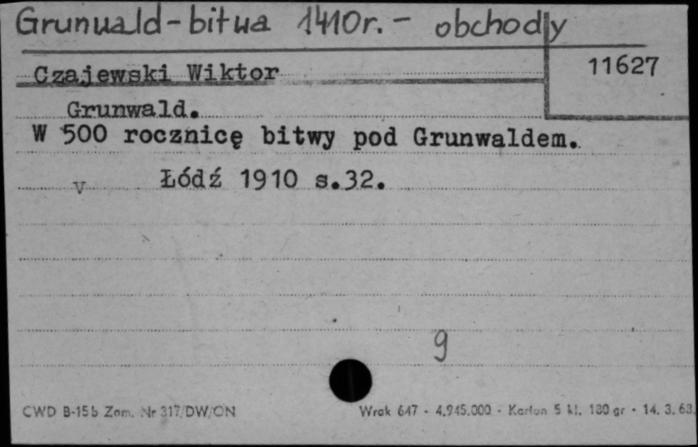 Grunwald-bitwa 1410r. - obchody
11627
Czajewski Wiktor
Grunwald.
W 500 rocznicę bitwy pod Grunwaldem.
v Łódź 1910 s.32.
9
CWD B-15b Zam. Nr 317/DW/ON Wrok 647 - 4.945.000 - Karton 5 kl. 180 gr - 14. 3. 63.